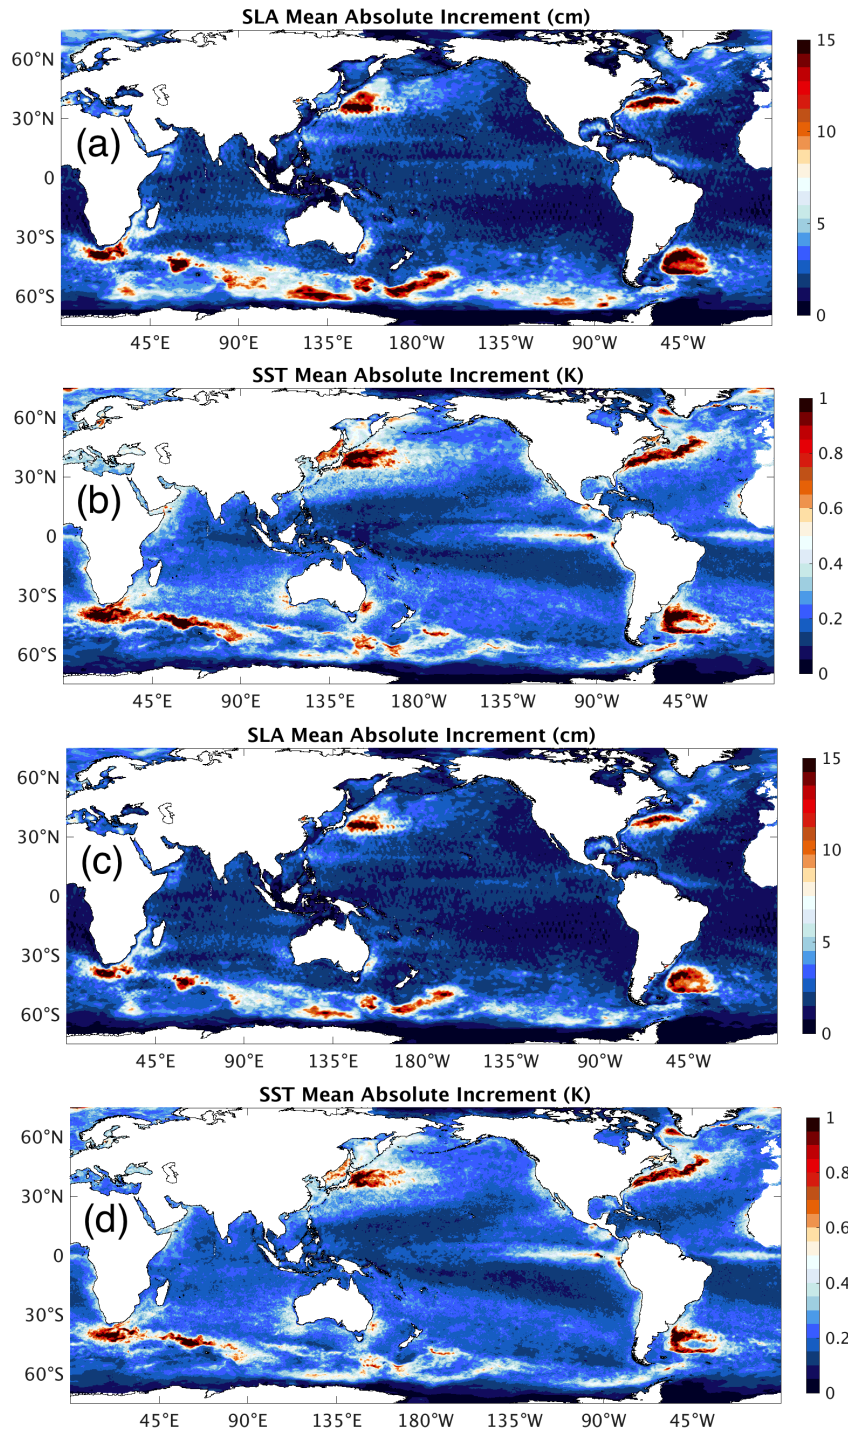 SLA Mean Absolute Increment (cm)
60°N
30°N
0
30°S
60°S
(a)
45°E 90°E 135°E 180°W 135°W 90°W 45°W
15
10
5
0
SST Mean Absolute Increment (K)
60°N
30°N
0
30°S
60°S
(b)
45°E 90°E 135°E 180°W 135°W 90°W 45°W
1
0.8
0.6
0.4
0.2
0
SLA Mean Absolute Increment (cm)
60°N
30°N
0
30°S
60°S
(c)
45°E 90°E 135°E 180°W 135°W 90°W 45°W
15
10
5
0
SST Mean Absolute Increment (K)
60°N
30°N
0
30°S
60°S
(d)
45°E 90°E 135°E 180°W 135°W 90°W 45°W
1
0.8
0.6
0.4
0.2
0